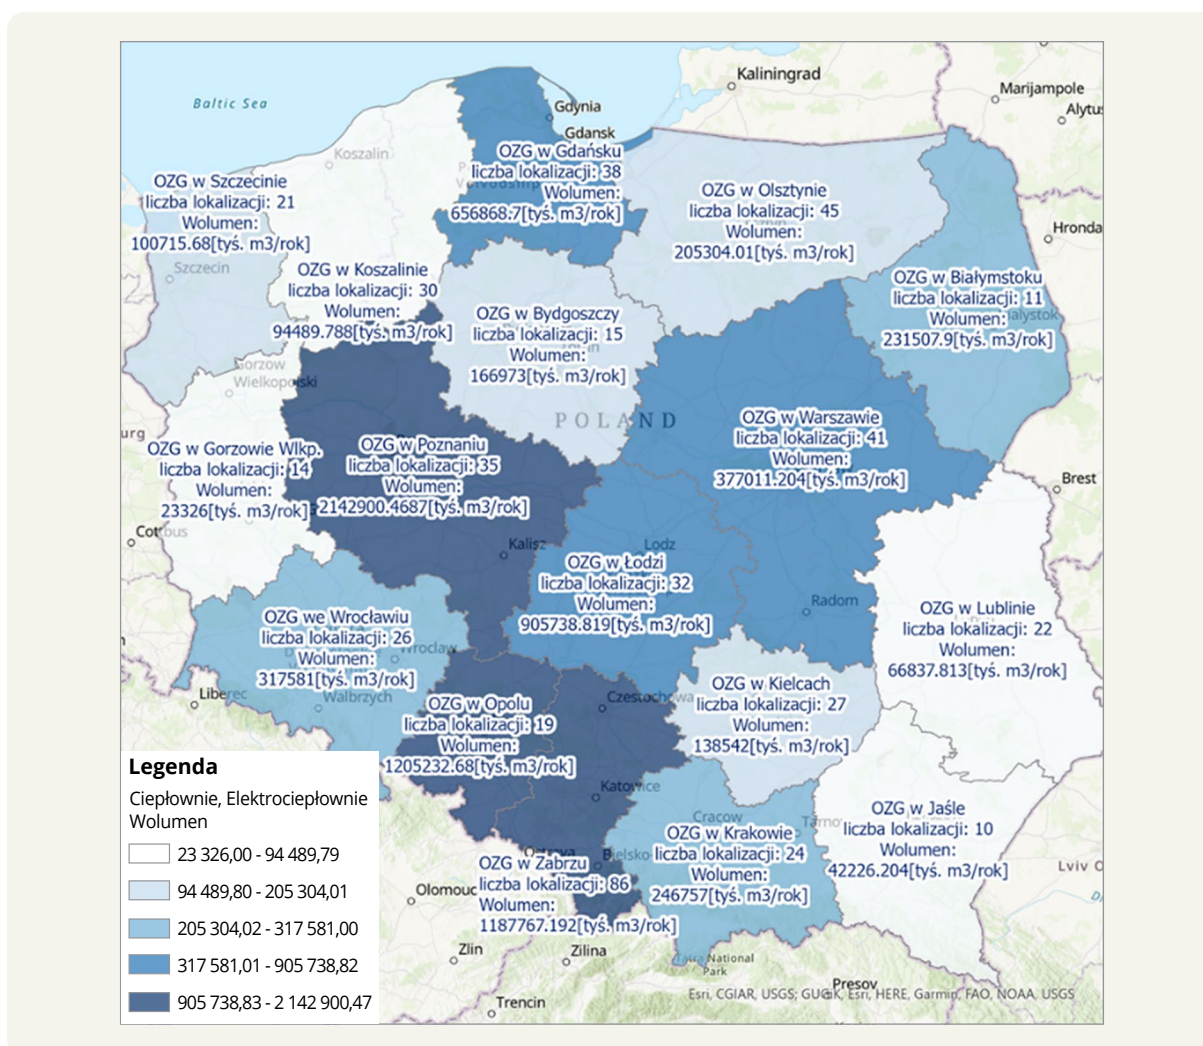 Baltic Sea
Kaliningrad
Marijampole
Alytus
Gdynia
Gdansk
Koszalin
OZG w Gdańsku
liczba lokalizacji: 38
Wolumen:
656868.7[tyś. m3/rok]
OZG w Szczecinie
liczba lokalizacji: 21
Wolumen:
100715.68[tyś. m3/rok]
Szczecin
OZG w Olsztynie
liczba lokalizacji: 45
Wolumen:
205304.01[tyś. m3/rok]
Hronda
OZG w Koszalinie
liczba lokalizacji: 30
Wolumen:
94489.788[tyś. m3/rok]
OZG w Białymstoku
liczba lokalizacji: 11
Wolumen:
231507.9[tyś. m3/rok]
OZG w Bydgoszczy
liczba lokalizacji: 15
Wolumen:
166973[tyś. m3/rok]
Gorzow
Wielkopolski
POLAND
OZG w Warszawie
liczba lokalizacji: 41
Wolumen:
377011.204[tyś. m3/rok]
OZG w Gorzowie Wlkp.
liczba lokalizacji: 14
Wolumen:
23326[tyś. m3/rok]
OZG w Poznaniu
liczba lokalizacji: 35
Wolumen:
2142900.4687[tyś. m3/rok]
Brest
Cottbus
Kalisz
Lodz
OZG w Łodzi
liczba lokalizacji: 32
Wolumen:
905738.819[tyś. m3/rok]
Radom
OZG w Lublinie
liczba lokalizacji: 22
Wolumen:
66837.813[tyś. m3/rok]
OZG we Wrocławiu
liczba lokalizacji: 26
Wolumen:
317581[tyś. m3/rok]
Wroclaw
Liberec
Walbrzych
Czestochowa
OZG w Kielcach
liczba lokalizacji: 27
Wolumen:
138542[tyś. m3/rok]
OZG w Opolu
liczba lokalizacji: 19
Wolumen:
1205232.68[tyś. m3/rok]
Katowice
Cracow
OZG w Krakowie
liczba lokalizacji: 24
Wolumen:
246757[tyś. m3/rok]
OZG w Jaśle
liczba lokalizacji: 10
Wolumen:
42226.204[tyś. m3/rok]
Lviv O
Ostrava
Bielsko
OZG w Zabrzu
liczba lokalizacji: 86
Wolumen:
1187767.192[tyś. m3/rok]
Olomouc
Zlin
Zilina
Trencin
Tatra National
Park
Presov
Esri, CGIAR, USGS; GUGiK, Esri, HERE, Garmin, FAO, NOAA, USGS
Legenda
Ciepłownie, Elektrociepłownie
Wolumen
23 326,00 - 94 489,79
94 489,80 - 205 304,01
205 304,02 - 317 581,00
317 581,01 - 905 738,82
905 738,83 - 2 142 900,47